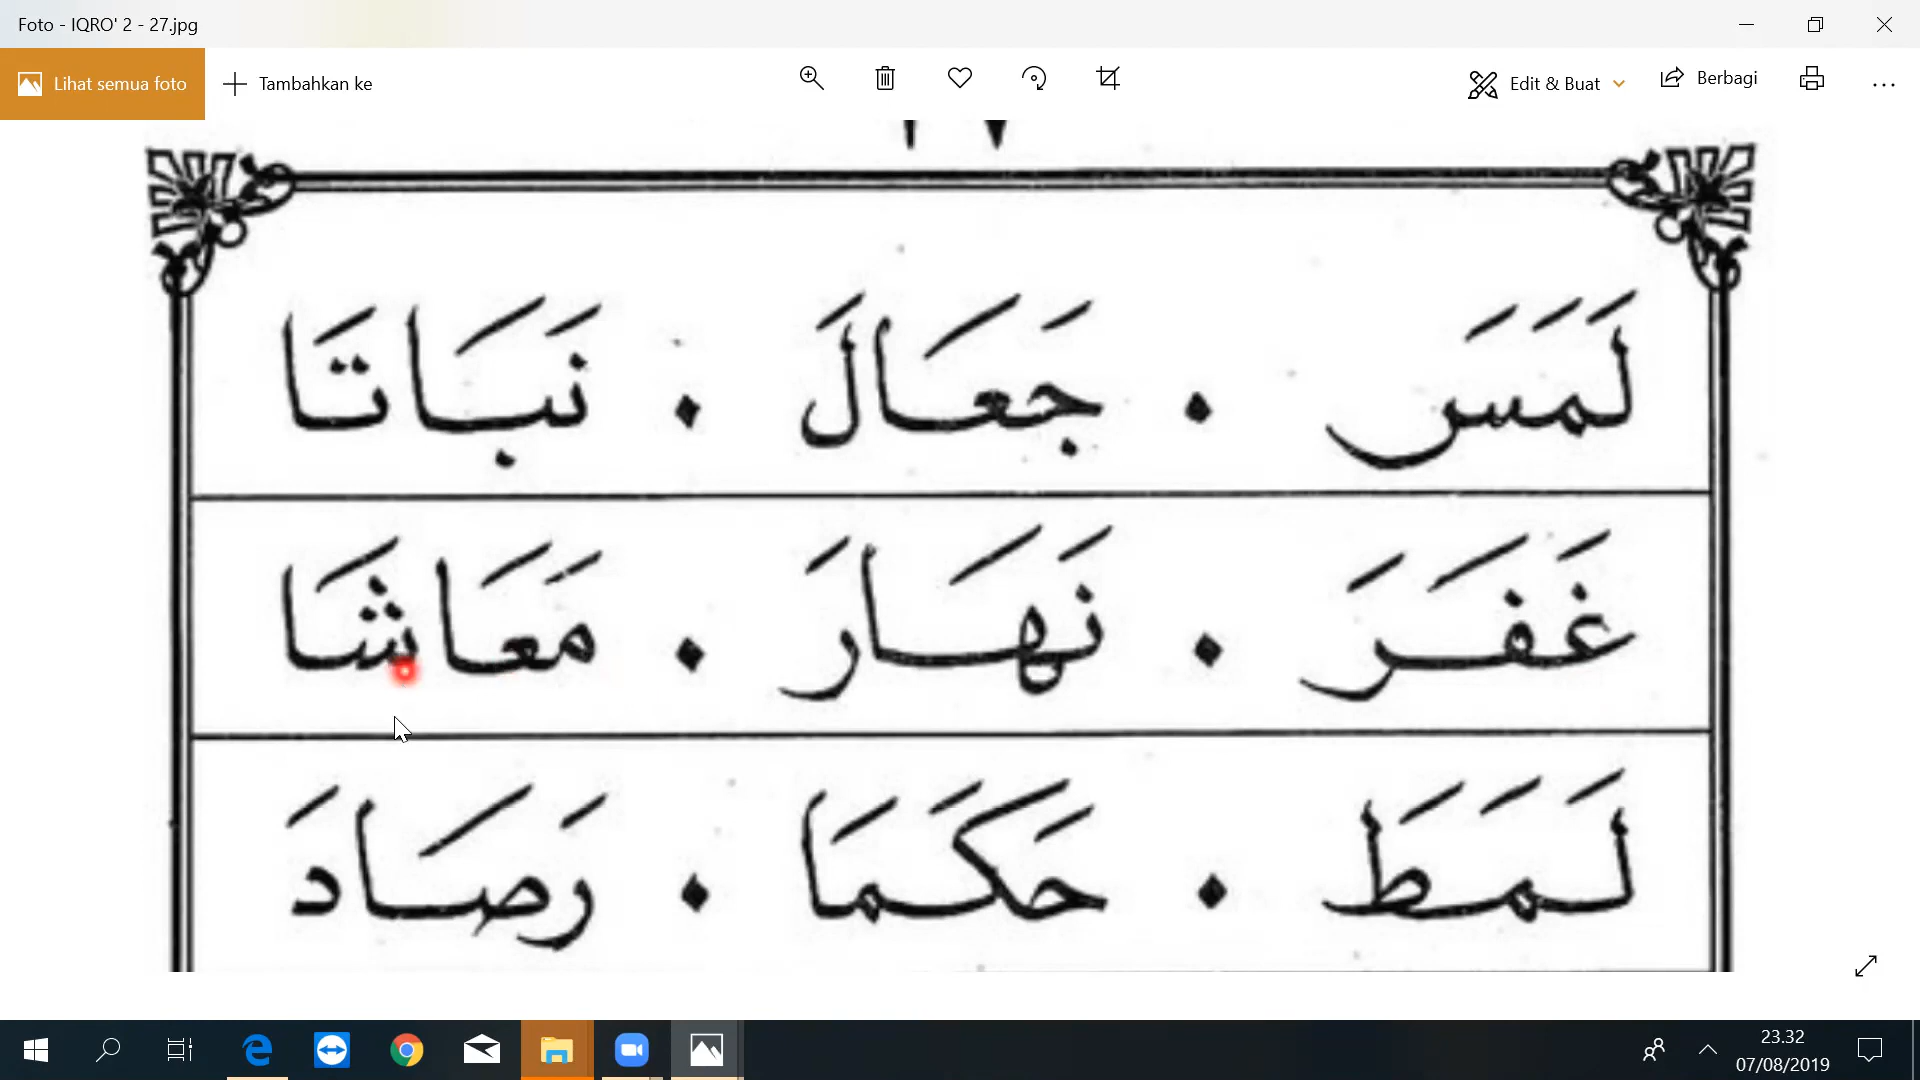 Foto - IQRO' 2 - 27.jpg
Lihat semua foto
Tambahkan ke
Edit & Buat
Berbagi
لَمَسَ . جَعَالَ . نَبَاتَا
غَفَرَ . نَهَارَ . مَعَاشَا
لَمَطَ . حَكَمَا . رَصَادَ
23.32
07/08/2019